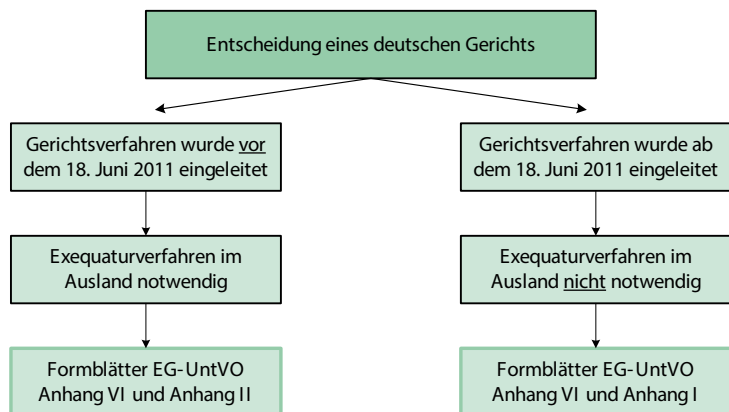 Entscheidung eines deutschen Gerichts
Gerichtsverfahren wurde vor
dem 18. Juni 2011 eingeleitet
Gerichtsverfahren wurde ab
dem 18. Juni 2011 eingeleitet
Exequaturverfahren im
Ausland notwendig
Exequaturverfahren im
Ausland nicht notwendig
Formblätter EG-UntVO
Anhang VI und Anhang II
Formblätter EG-UntVO
Anhang VI und Anhang I